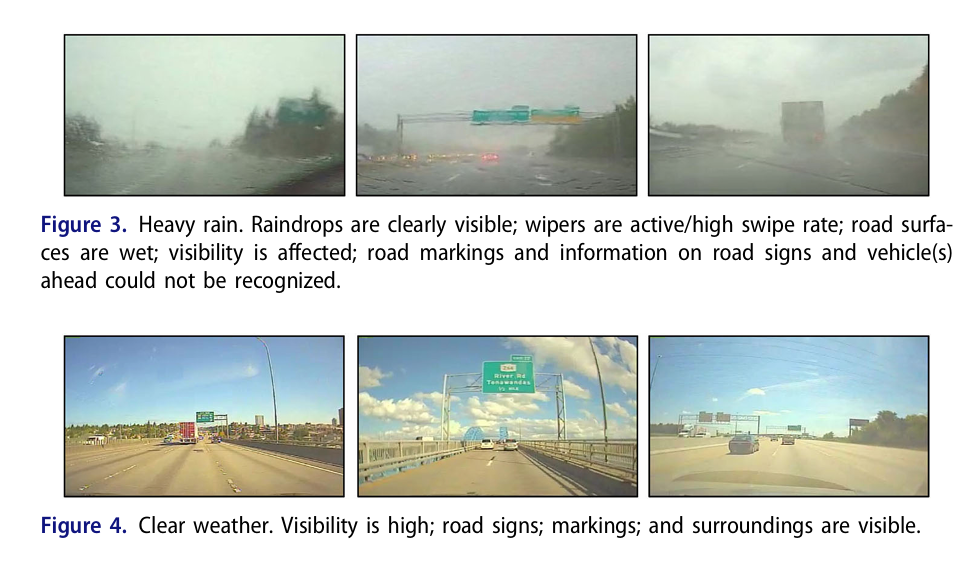 Figure 3. Heavy rain. Raindrops are clearly visible; wipers are active/high swipe rate; road surfa-
ces are wet; visibility is affected; road markings and information on road signs and vehicle(s)
ahead could not be recognized.
River Rd
Tonawandas
Figure 4. Clear weather. Visibility is high; road signs; markings; and surroundings are visible.